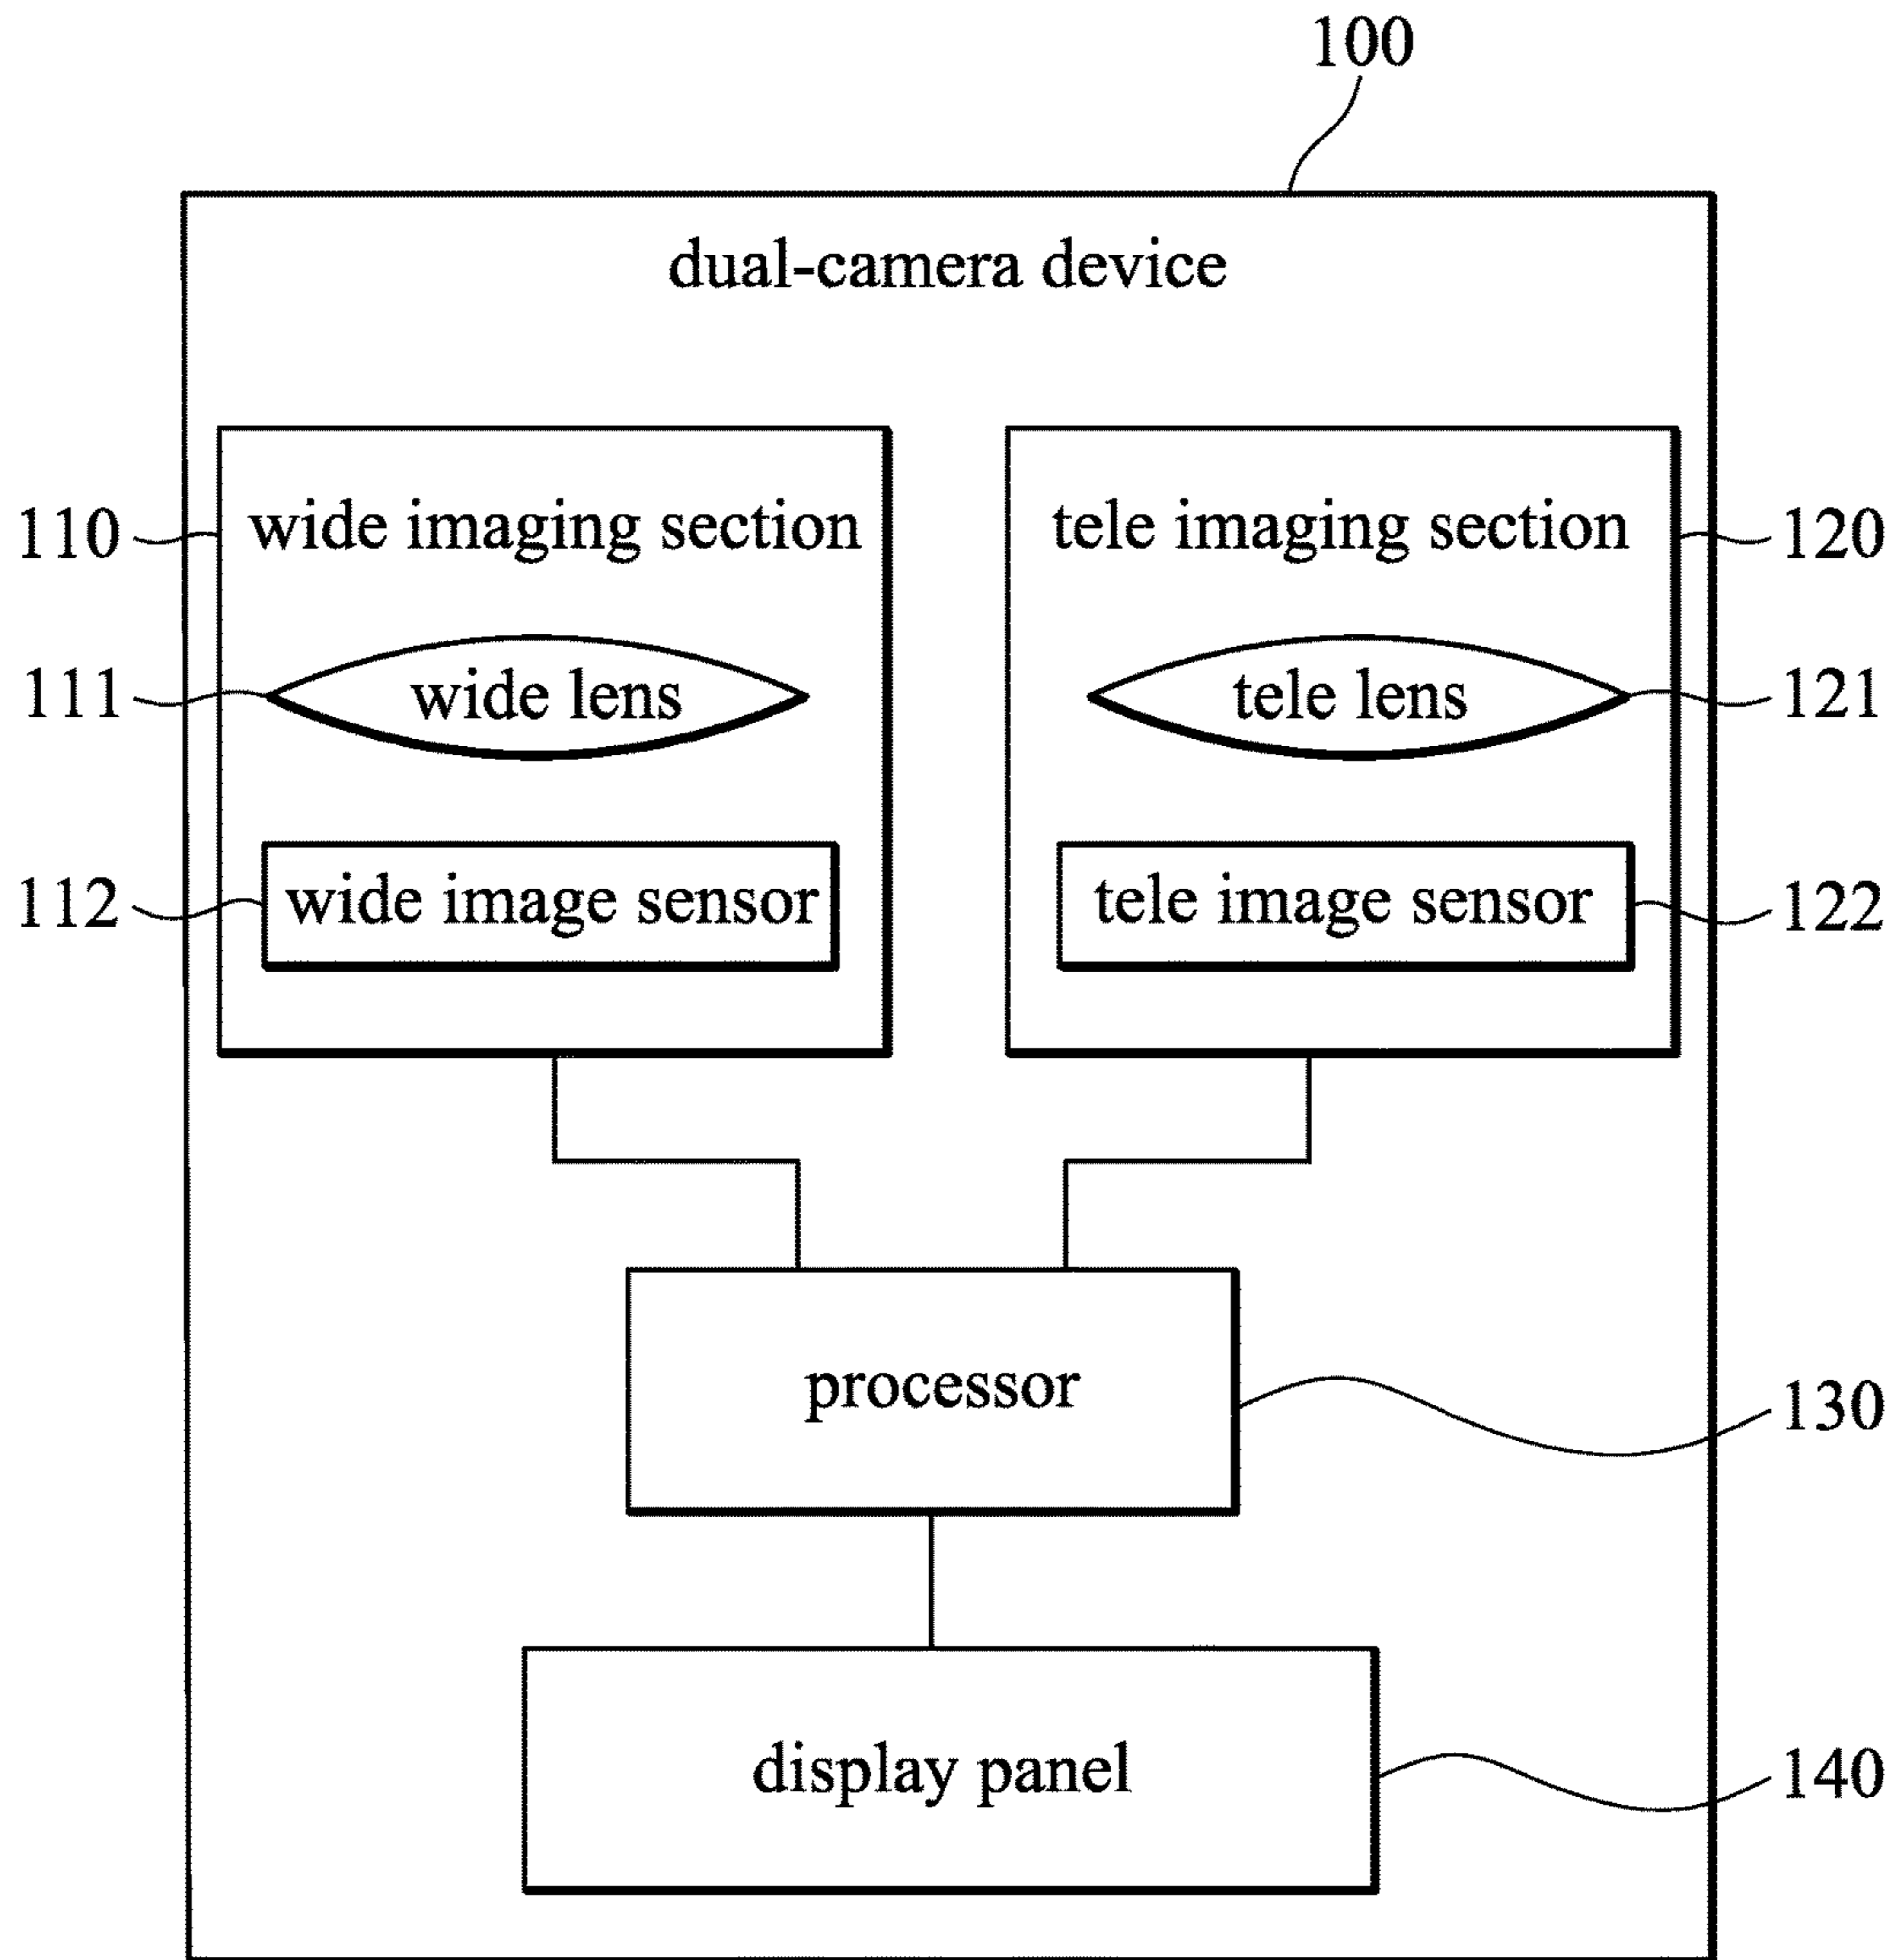 100
dual-camera device
110 wide imaging section tele imaging section 120
111 wide lens tele lens 121
112 wide image sensor tele image sensor 122
processor 130
display panel 140